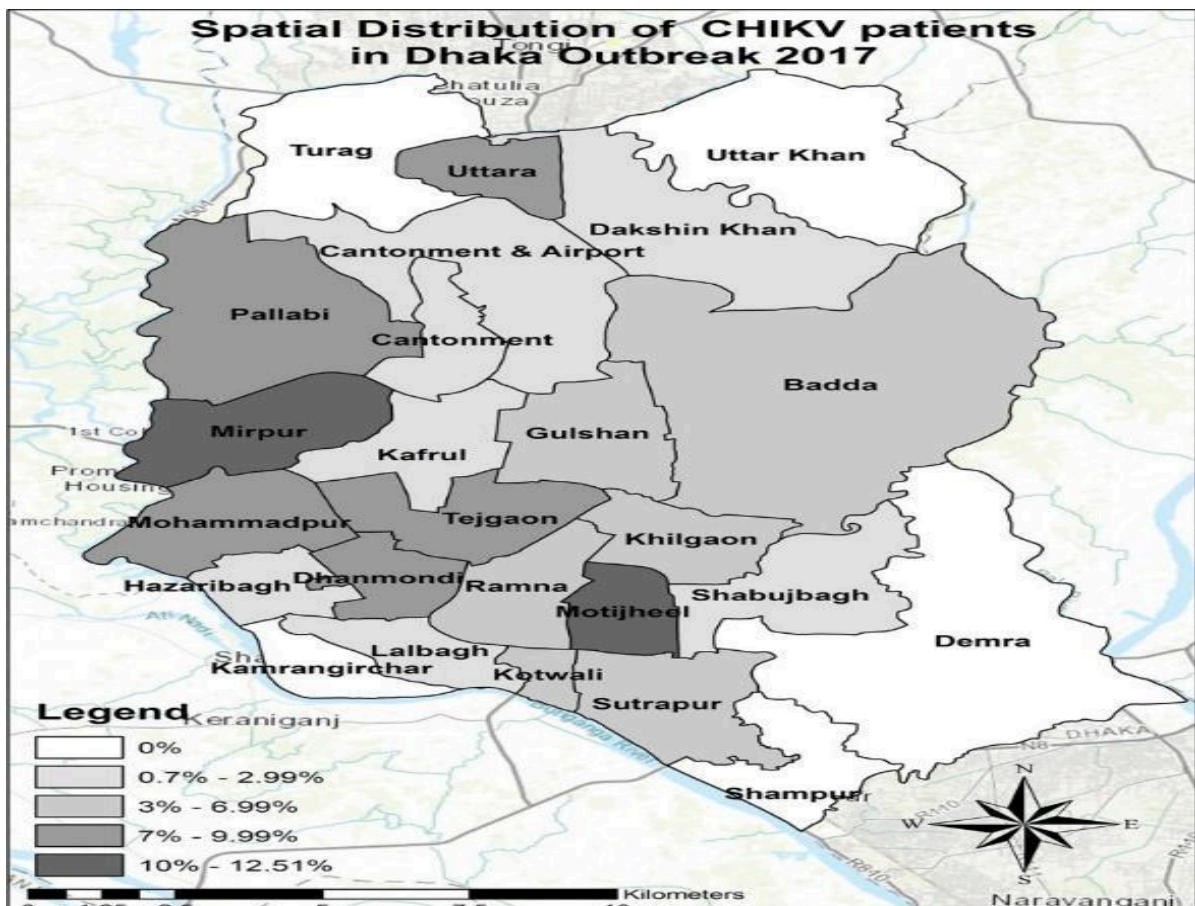 Spatial Distribution of CHIKV patients
in Dhaka Outbreak 2017
Tongi
Turag
Uttara
Uttar Khan
Dakshin Khan
Cantonment & Airport
Pallabi
Cantonment
Badda
Mirpur
Gulshan
Kafrul
Housing
Mohammadpur
Tejgaon
Khilgaon
Hazaribagh
Dhanmondi
Ramna
Motijheel
Shabujbagh
Demra
Lalbagh
Kamrangirchar
Kotwali
Sutrapur
Shampur
Keraniganj
DHAKA
N8
R110
R810
Legend
0%
0.7% - 2.99%
3% - 6.99%
7% - 9.99%
10% - 12.51%
N
W
E
S
Kilometers
Narayanganj